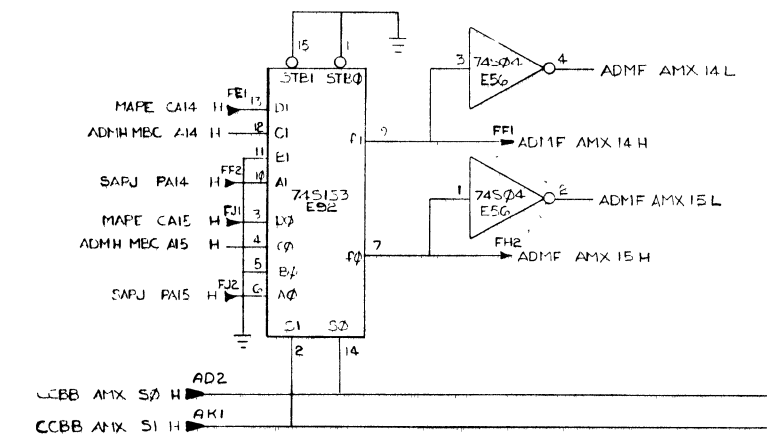 15 1
STB1 STBØ
3 74S04 4 ADMF AMX 14 L
E56
MAPE CA14 H FE1 13 D1
ADMH MBC A14 H 12 C1
11 B1
SAPJ PA14 H FF2 10 A1
f1 9 FF1 ADMF AMX 14 H
74S153
E92
1 74S04 2 ADMF AMX 15 L
E56
MAPE CA15 H FJ1 3 DØ
ADMH MBC A15 H 4 CØ
5 BØ
SAPJ PA15 H FJ2 6 AØ
fØ 7 FH2 ADMF AMX 15 H
S1 SØ
2 14
CCBB AMX SØ H AD2
CCBB AMX S1 H AK1